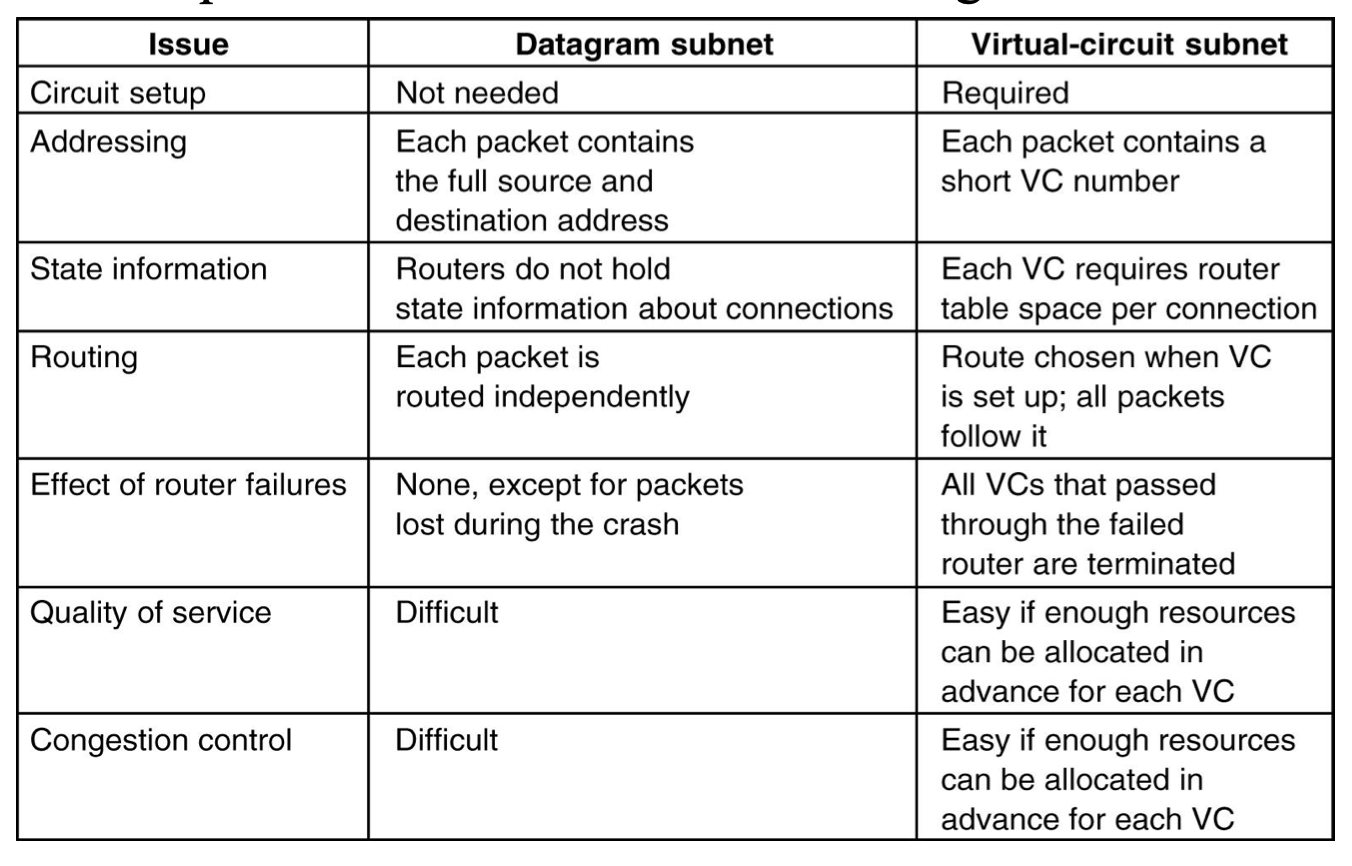 Issue Datagram subnet Virtual-circuit subnet
Circuit setup Not needed Required
Addressing Each packet contains Each packet contains a
the full source and short VC number
destination address
State information Routers do not hold Each VC requires router
state information about connections table space per connection
Routing Each packet is Route chosen when VC
routed independently is set up; all packets
follow it
Effect of router failures None, except for packets All VCs that passed
lost during the crash through the failed
router are terminated
Quality of service Difficult Easy if enough resources
can be allocated in
advance for each VC
Congestion control Difficult Easy if enough resources
can be allocated in
advance for each VC